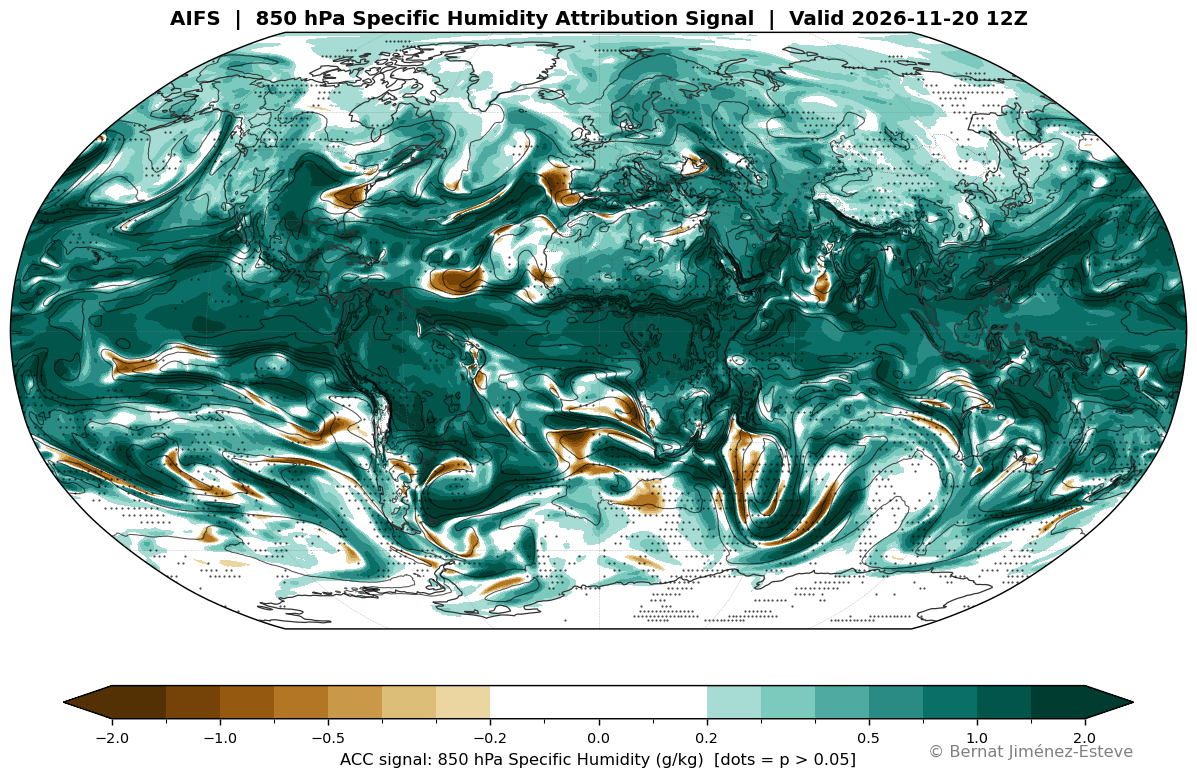 AIFS | 850 hPa Specific Humidity Attribution Signal | Valid 2026-11-20 12Z
−2.0 −1.0 −0.5 −0.2 0.0 0.2 0.5 1.0 2.0
© Bernat Jiménez-Esteve
ACC signal: 850 hPa Specific Humidity (g/kg) [dots = p > 0.05]